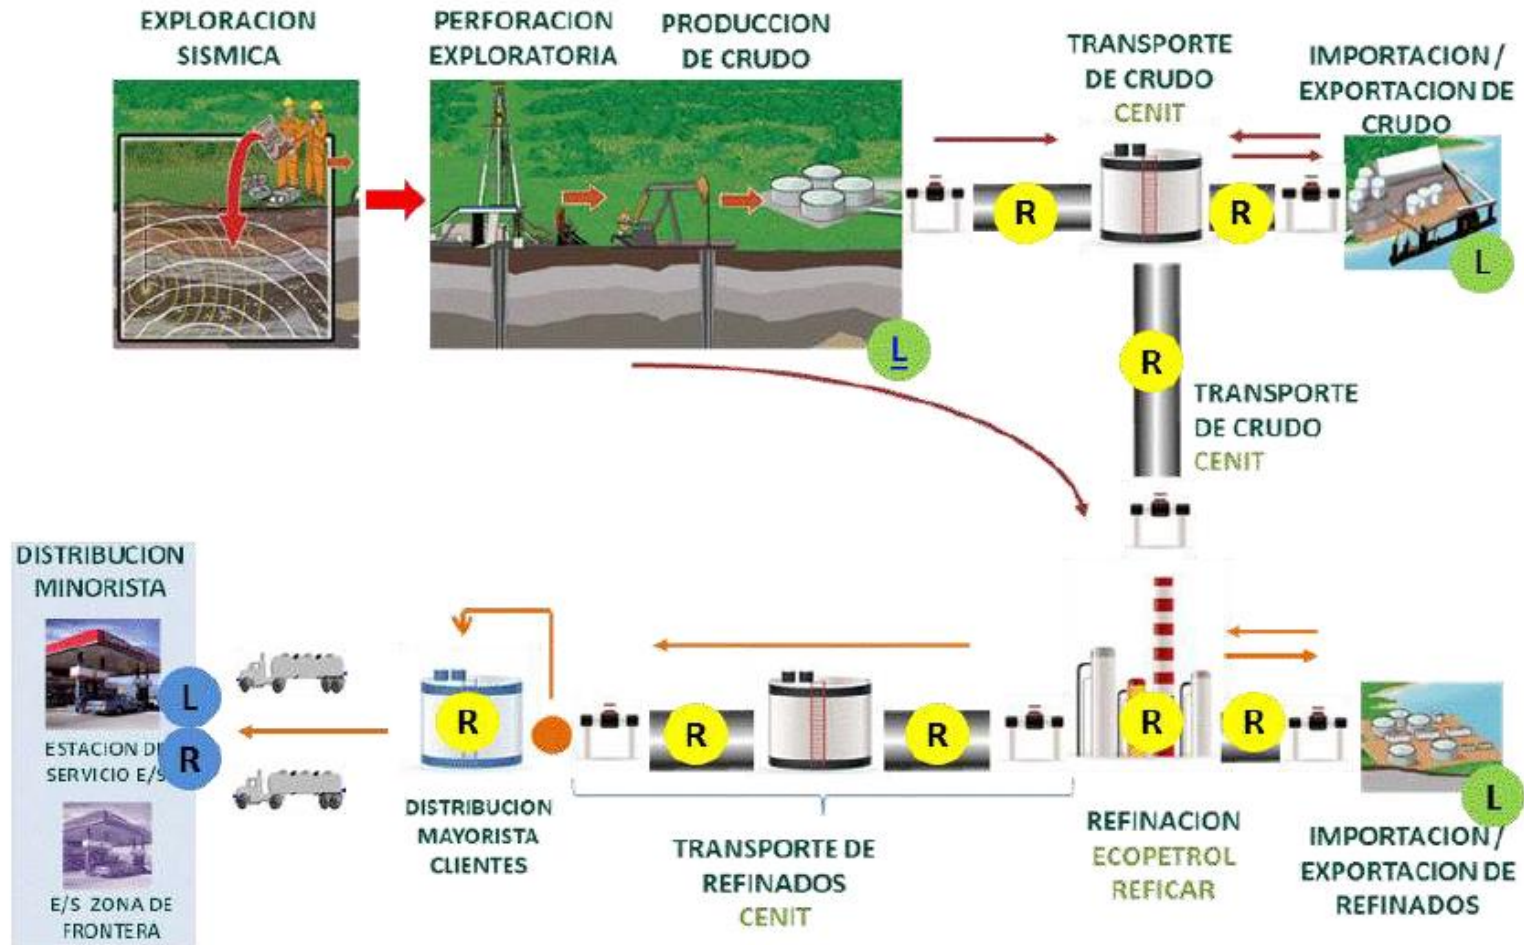 EXPLORACION
SISMICA
PERFORACION
EXPLORATORIA
PRODUCCION
DE CRUDO
TRANSPORTE
DE CRUDO
CENIT
IMPORTACION /
EXPORTACION DE
CRUDO
R
R
L
L
R
TRANSPORTE
DE CRUDO
CENIT
DISTRIBUCION
MINORISTA
L
R
ESTACION DE
SERVICIO E/S
E/S ZONA DE
FRONTERA
R
DISTRIBUCION
MAYORISTA
CLIENTES
R
R
TRANSPORTE DE
REFINADOS
CENIT
R
R
REFINACION
ECOPETROL
REFICAR
L
IMPORTACION /
EXPORTACION DE
REFINADOS